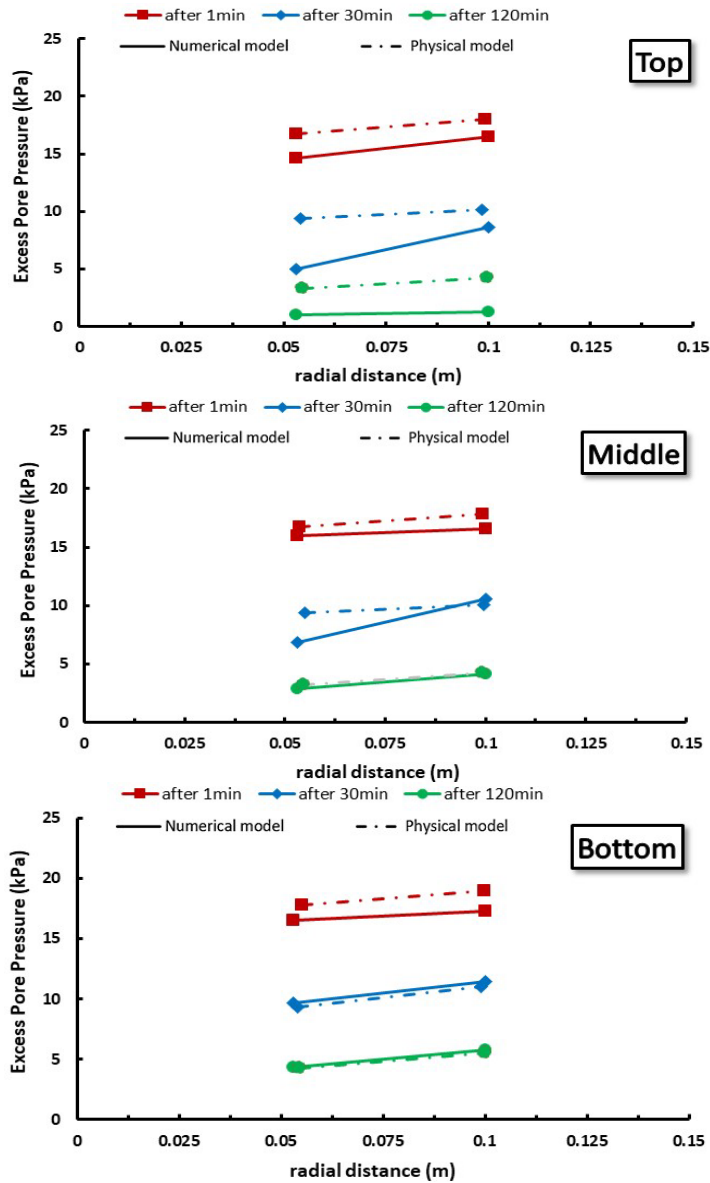 after 1min after 30min after 120min
Numerical model Physical model
Top
Excess Pore Pressure (kPa)
25
20
15
10
5
0
0 0.025 0.05 0.075 0.1 0.125 0.15
radial distance (m)
after 1min after 30min after 120min
Numerical model Physical model
Middle
Excess Pore Pressure (kPa)
25
20
15
10
5
0
0 0.025 0.05 0.075 0.1 0.125 0.15
radial distance (m)
after 1min after 30min after 120min
Numerical model Physical model
Bottom
Excess Pore Pressure (kPa)
25
20
15
10
5
0
0 0.025 0.05 0.075 0.1 0.125 0.15
radial distance (m)